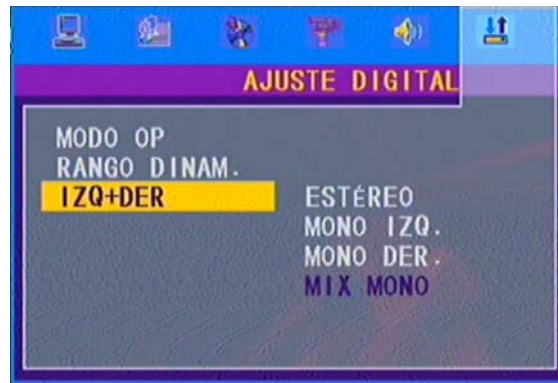 AJUSTE DIGITAL
MODO OP
RANGO DINAM.
IZQ+DER
ESTÉREO
MONO IZQ.
MONO DER.
MIX MONO